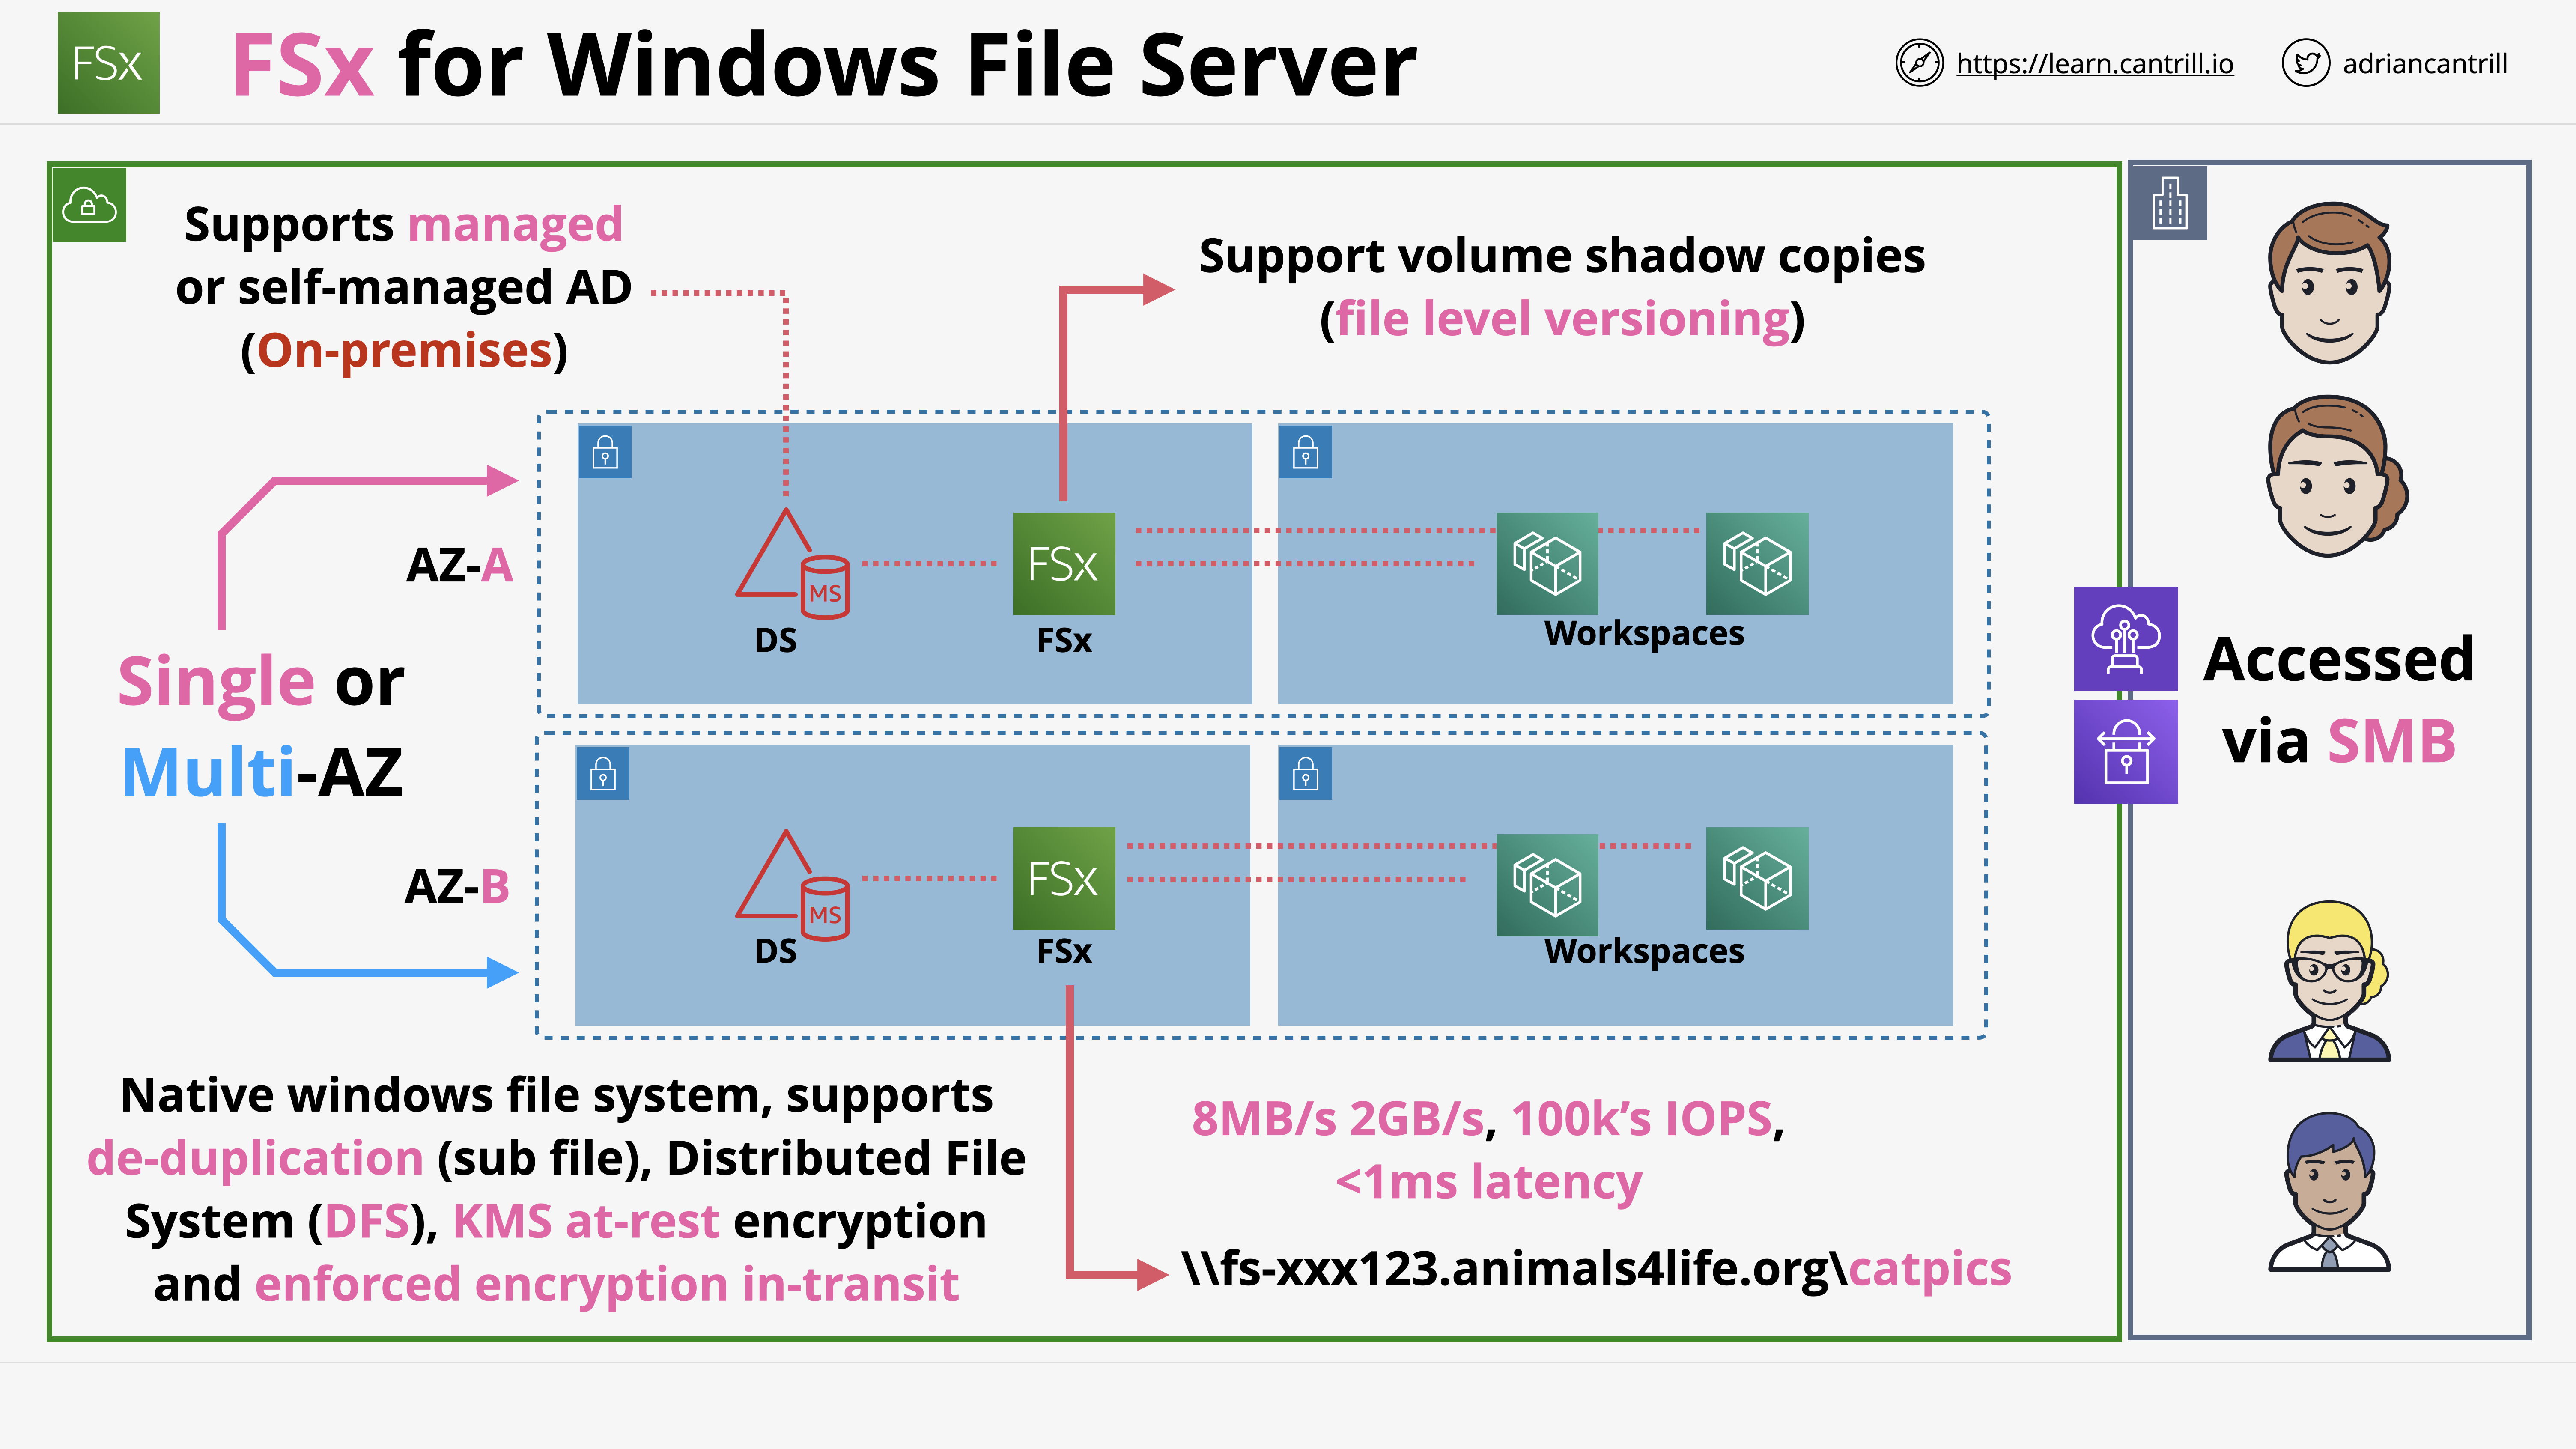 FSx
FSx for Windows File Server
https://learn.cantrill.io
adriancantrill
Supports managed
or self-managed AD
(On-premises)
Support volume shadow copies
(file level versioning)
AZ-A
MS
DS
FSx
FSx
Workspaces
Single or
Multi-AZ
Accessed
via SMB
AZ-B
MS
DS
FSx
FSx
Workspaces
Native windows file system, supports
de-duplication (sub file), Distributed File
System (DFS), KMS at-rest encryption
and enforced encryption in-transit
8MB/s 2GB/s, 100k’s IOPS,
<1ms latency
\\fs-xxx123.animals4life.org\catpics